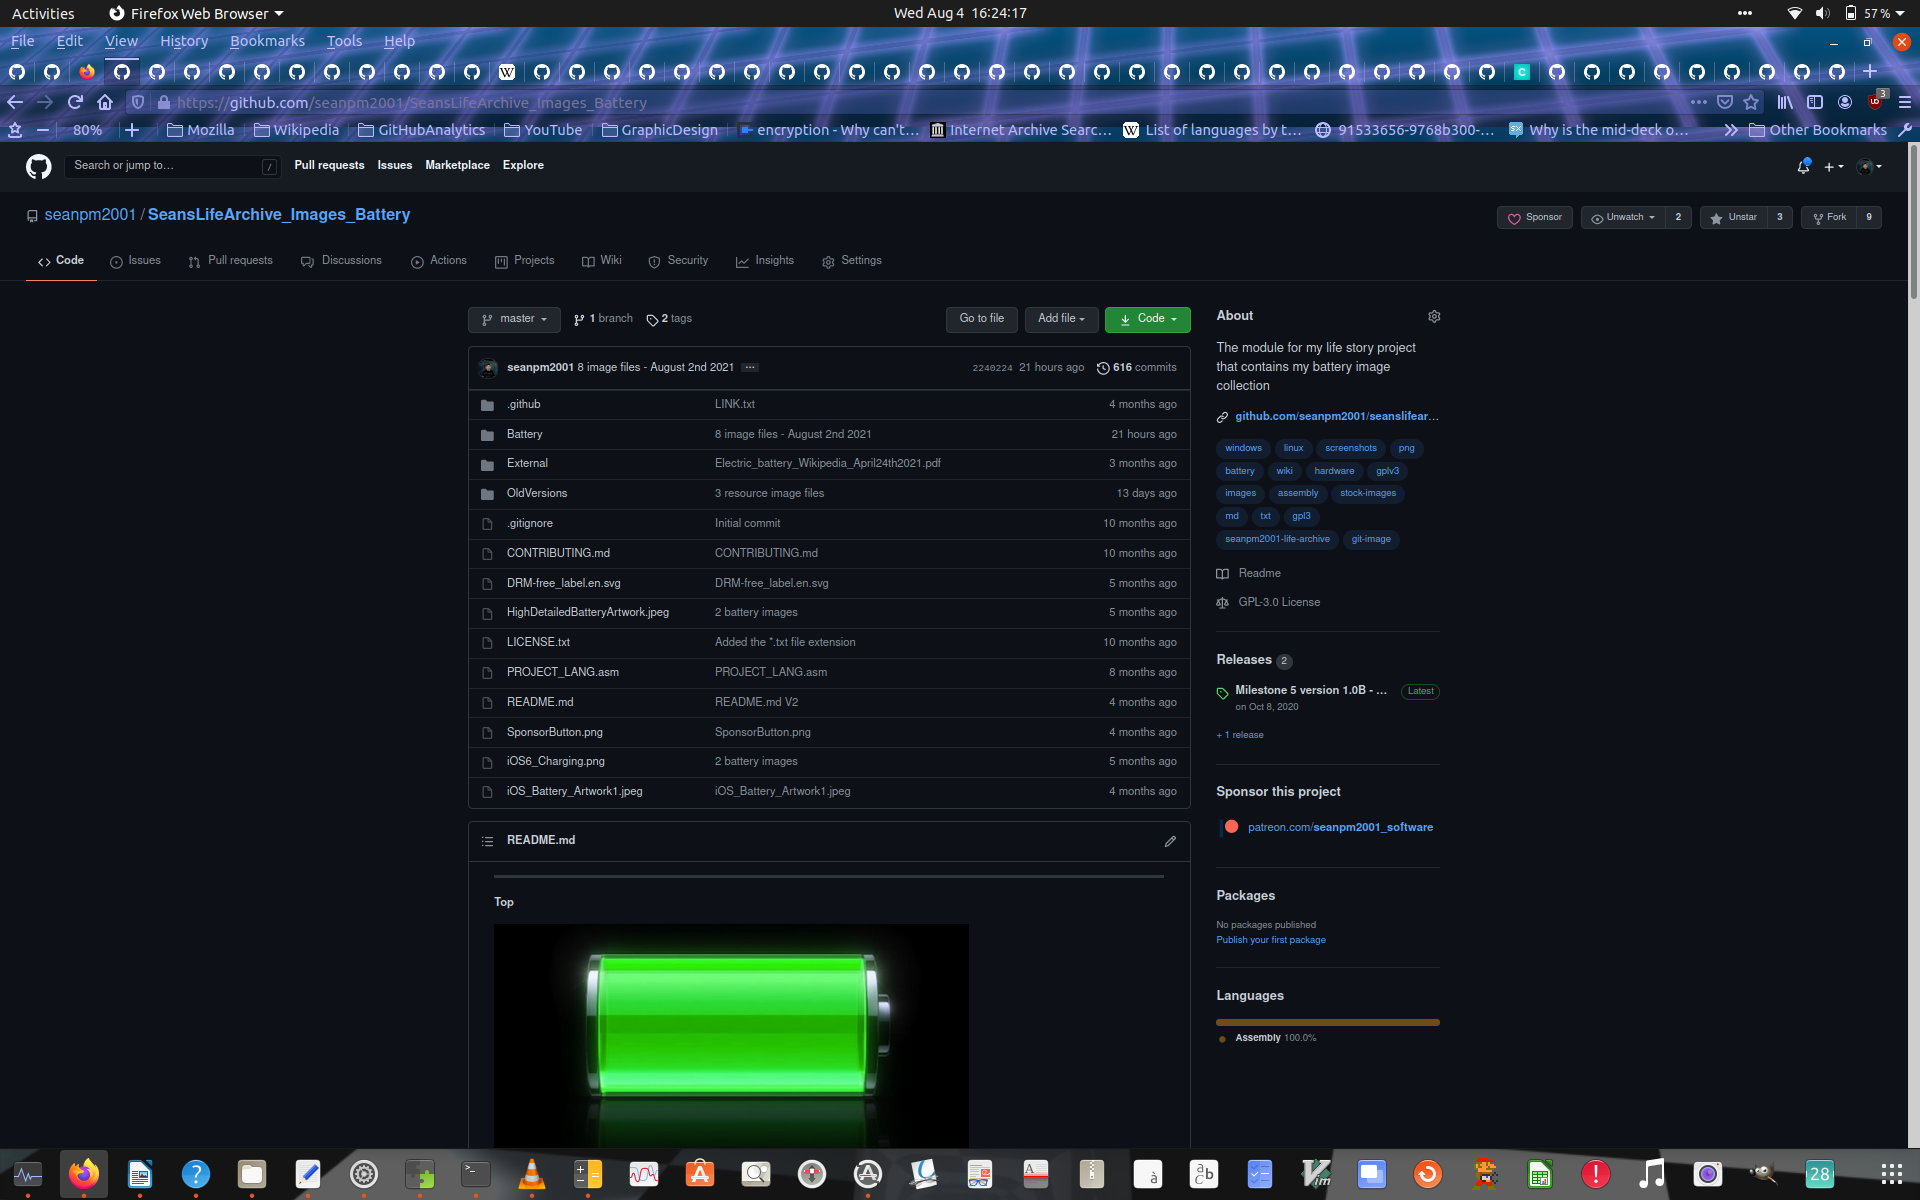 Activities Firefox Web Browser Wed Aug 4 16:24:17 57 %
File Edit View History Bookmarks Tools Help
https://github.com/seanpm2001/SeansLifeArchive_Images_Battery
80% Mozilla Wikipedia GitHubAnalytics YouTube GraphicDesign encryption - Why can't… Internet Archive Searc… List of languages by t… 91533656-9768b300-… Why is the mid-deck o… Other Bookmarks
Search or jump to… / Pull requests Issues Marketplace Explore
seanpm2001 / SeansLifeArchive_Images_Battery
Sponsor Unwatch 2 Unstar 3 Fork 9
Code Issues Pull requests Discussions Actions Projects Wiki Security Insights Settings
master 1 branch 2 tags Go to file Add file Code
seanpm2001 8 image files - August 2nd 2021 … 2240224 21 hours ago 616 commits
.github LINK.txt 4 months ago
Battery 8 image files - August 2nd 2021 21 hours ago
External Electric_battery_Wikipedia_April24th2021.pdf 3 months ago
OldVersions 3 resource image files 13 days ago
.gitignore Initial commit 10 months ago
CONTRIBUTING.md CONTRIBUTING.md 10 months ago
DRM-free_label.en.svg DRM-free_label.en.svg 5 months ago
HighDetailedBatteryArtwork.jpeg 2 battery images 5 months ago
LICENSE.txt Added the *.txt file extension 10 months ago
PROJECT_LANG.asm PROJECT_LANG.asm 8 months ago
README.md README.md V2 4 months ago
SponsorButton.png SponsorButton.png 4 months ago
iOS6_Charging.png 2 battery images 5 months ago
iOS_Battery_Artwork1.jpeg iOS_Battery_Artwork1.jpeg 4 months ago
README.md
Top
About
The module for my life story project
that contains my battery image
collection
github.com/seanpm2001/seanslifear…
windows linux screenshots png
battery wiki hardware gplv3
images assembly stock-images
md txt gpl3
seanpm2001-life-archive git-image
Readme
GPL-3.0 License
Releases 2
Milestone 5 version 1.0B - … Latest
on Oct 8, 2020
+ 1 release
Sponsor this project
patreon.com/seanpm2001_software
Packages
No packages published
Publish your first package
Languages
Assembly 100.0%
28